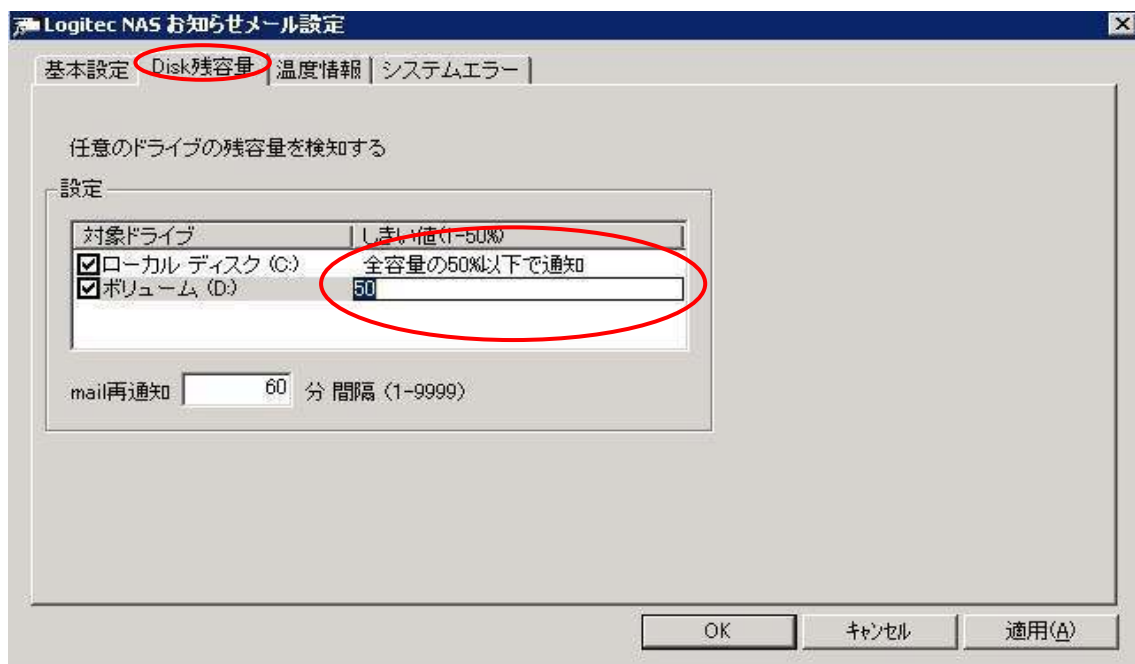 Logitec NAS お知らせメール設定
基本設定 Disk残容量 温度情報 システムエラー
任意のドライブの残容量を検知する
設定
対象ドライブ しきい値(1-50%)
ローカル ディスク (C:) 全容量の50%以下で通知
ボリューム (D:) 50
mail再通知 60 分 間隔 (1-9999)
OK キャンセル 適用(A)